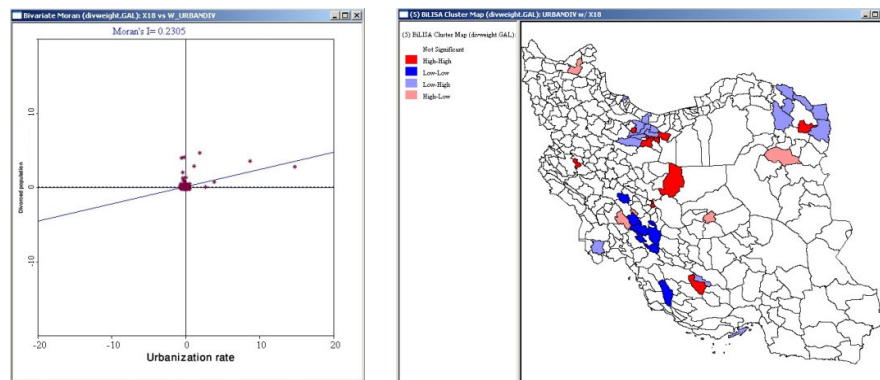 Bivariate Moran (divweight.GAL): X18 vs W_URBANDIV
Moran's I= 0.2305
Divorced population
10
0
-10
-20
-10
0
10
20
Urbanization rate
(5) BiLISA Cluster Map (divweight.GAL): URBANDIV w/ X18
(5) BiLISA Cluster Map (divweight.GAL): U
Not Significant
High-High
Low-Low
Low-High
High-Low